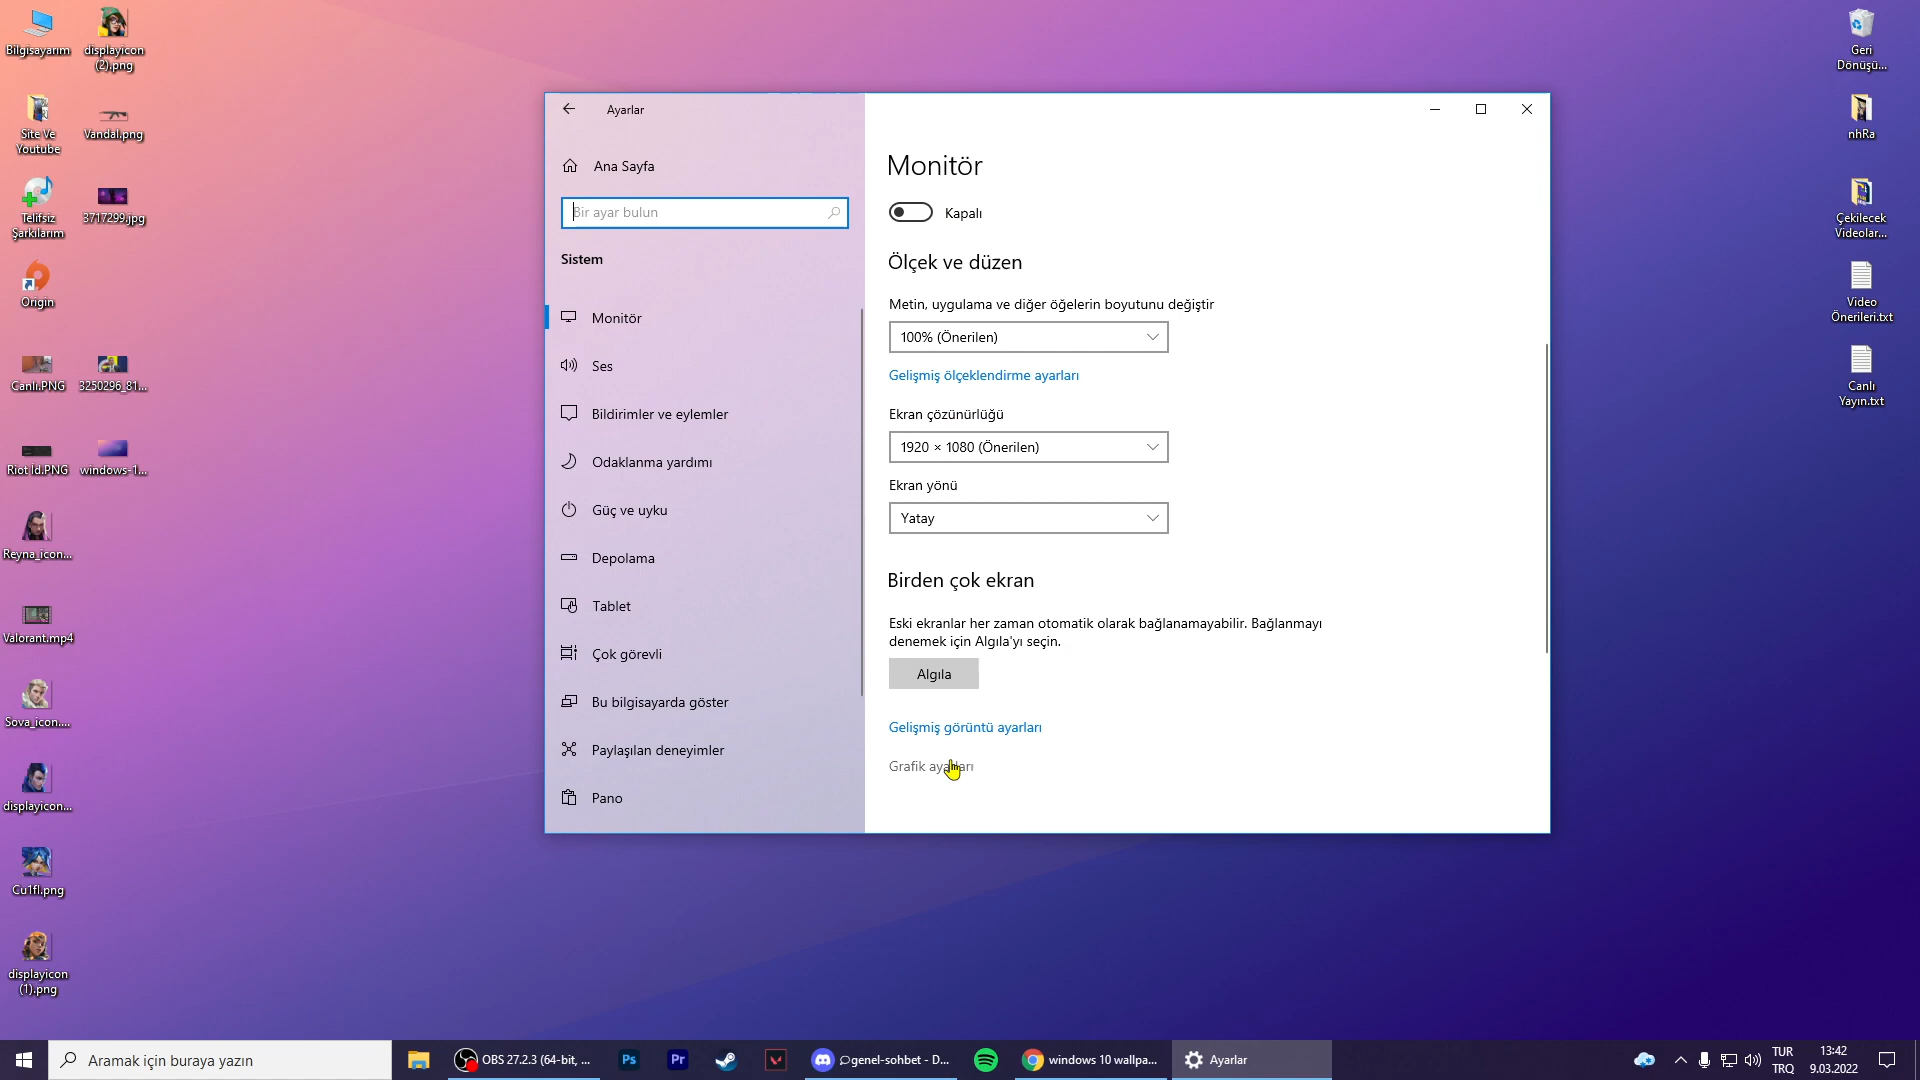 Bilgisayarım
displayicon
(2).png
Site Ve
Youtube
Vandal.png
Telifsiz
Şarkılarım
3717299.jpg
Origin
Canlı.PNG
3250296_81...
Riot Id.PNG
windows-1...
Reyna_icon...
Valorant.mp4
Sova_icon....
displayicon...
Cu1fI.png
displayicon
(1).png
Ayarlar
Ana Sayfa
Bir ayar bulun
Sistem
Monitör
Ses
Bildirimler ve eylemler
Odaklanma yardımı
Güç ve uyku
Depolama
Tablet
Çok görevli
Bu bilgisayarda göster
Paylaşılan deneyimler
Pano
Monitör
Kapalı
Ölçek ve düzen
Metin, uygulama ve diğer öğelerin boyutunu değiştir
100% (Önerilen)
Gelişmiş ölçeklendirme ayarları
Ekran çözünürlüğü
1920 × 1080 (Önerilen)
Ekran yönü
Yatay
Birden çok ekran
Eski ekranlar her zaman otomatik olarak bağlanamayabilir. Bağlanmayı
denemek için Algıla'yı seçin.
Algıla
Gelişmiş görüntü ayarları
Grafik ayarları
Geri
Dönüşü...
nhRa
Çekilecek
Videolar...
Video
Önerileri.txt
Canlı
Yayın.txt
Aramak için buraya yazın
OBS 27.2.3 (64-bit, ...
Ps
Pr
genel-sohbet - D...
windows 10 wallpa...
Ayarlar
TUR
TRQ
13:42
9.03.2022